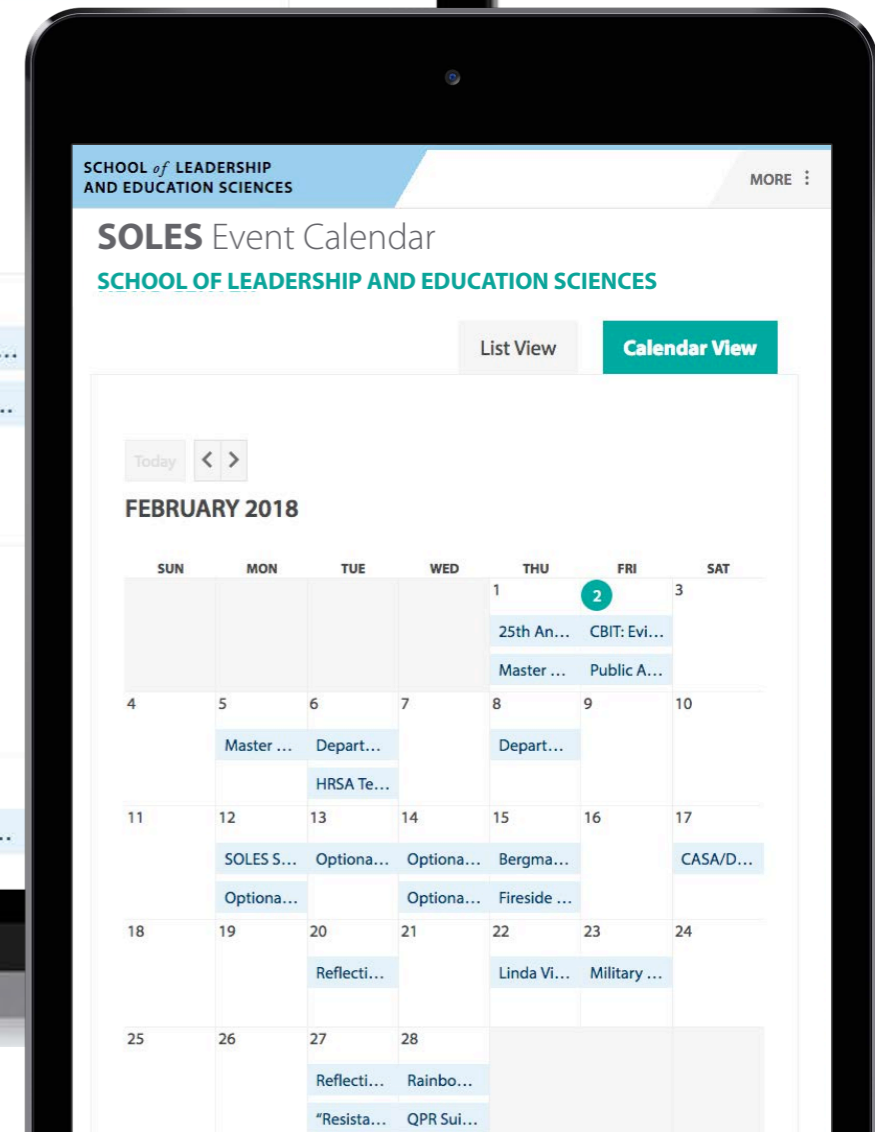 SCHOOL of LEADERSHIP
AND EDUCATION SCIENCES
MORE
SOLES Event Calendar
SCHOOL OF LEADERSHIP AND EDUCATION SCIENCES
List View Calendar View
Today < >
FEBRUARY 2018
SUN MON TUE WED THU FRI SAT
1 2 3
25th An... CBIT: Evi...
Master ... Public A...
4 5 6 7 8 9 10
Master ... Depart... Depart...
HRSA Te...
11 12 13 14 15 16 17
SOLES S... Optiona... Optiona... Bergma... CASA/D...
Optiona... Optiona... Fireside ...
18 19 20 21 22 23 24
Reflecti... Linda Vi... Military ...
25 26 27 28
Reflecti... Rainbo...
"Resista... QPR Sui...